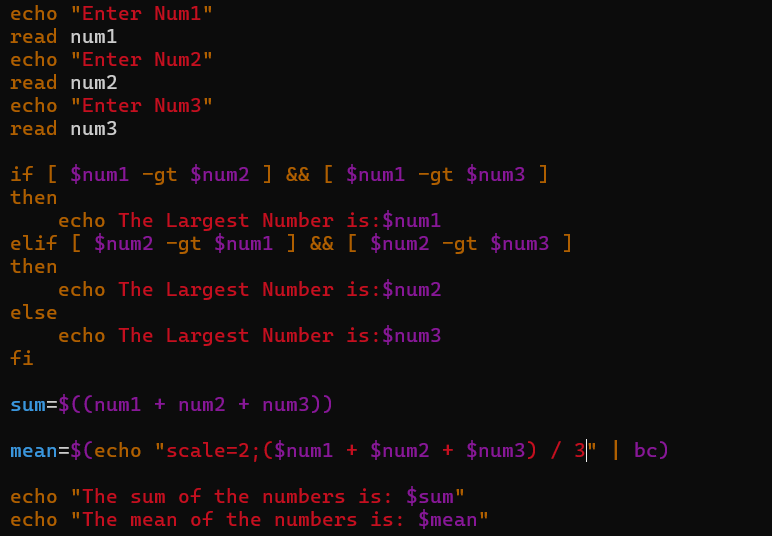 echo "Enter Num1"
read num1
echo "Enter Num2"
read num2
echo "Enter Num3"
read num3

if [ $num1 -gt $num2 ] && [ $num1 -gt $num3 ]
then
    echo The Largest Number is:$num1
elif [ $num2 -gt $num1 ] && [ $num2 -gt $num3 ]
then
    echo The Largest Number is:$num2
else
    echo The Largest Number is:$num3
fi

sum=$((num1 + num2 + num3))

mean=$(echo "scale=2;($num1 + $num2 + $num3) / 3" | bc)

echo "The sum of the numbers is: $sum"
echo "The mean of the numbers is: $mean"